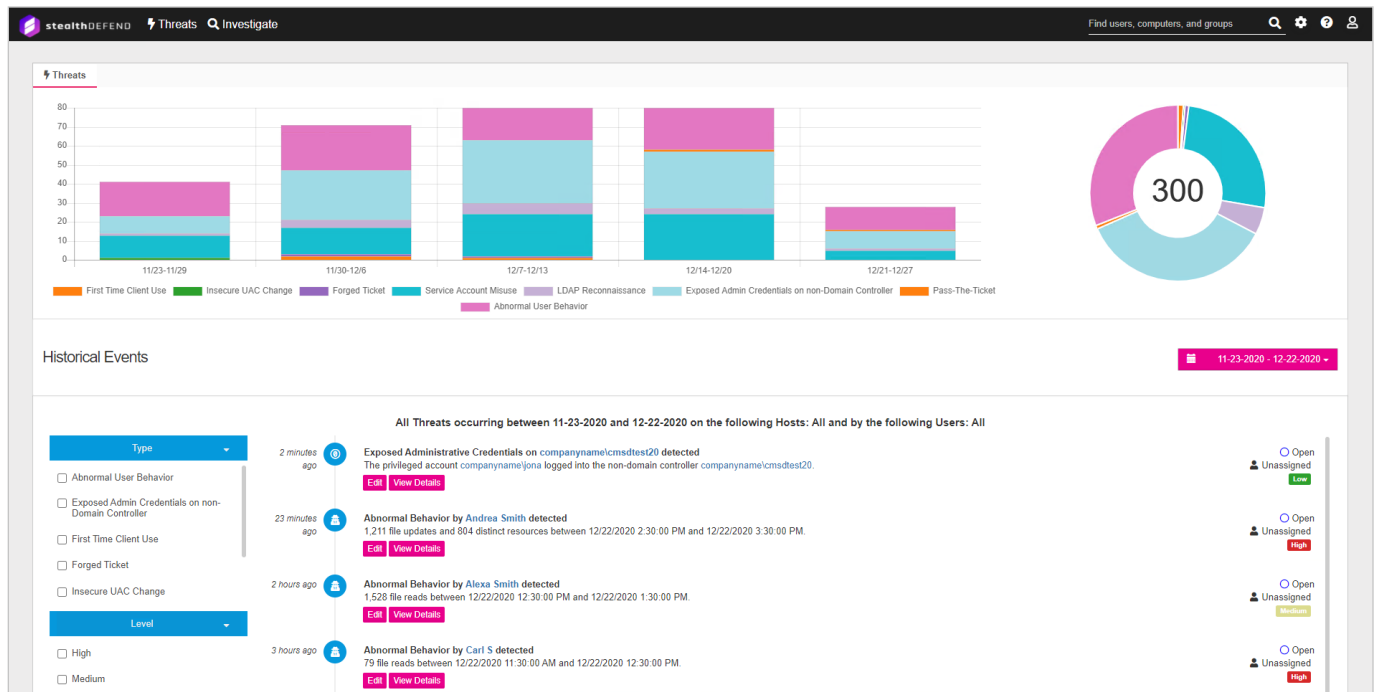 stealthDEFEND Threats Investigate Find users, computers, and groups
Threats
80
70
60
50
40
30
20
10
0
11/23-11/29 11/30-12/6 12/7-12/13 12/14-12/20 12/21-12/27
First Time Client Use Insecure UAC Change Forged Ticket Service Account Misuse LDAP Reconnaissance Exposed Admin Credentials on non-Domain Controller Pass-The-Ticket
Abnormal User Behavior
300
Historical Events
11-23-2020 - 12-22-2020
All Threats occurring between 11-23-2020 and 12-22-2020 on the following Hosts: All and by the following Users: All
Type
Abnormal User Behavior
Exposed Admin Credentials on non-
Domain Controller
First Time Client Use
Forged Ticket
Insecure UAC Change
Level
High
Medium
2 minutes
ago
Exposed Administrative Credentials on companyname\cmsdtest20 detected
The privileged account companyname\jona logged into the non-domain controller companyname\cmsdtest20.
Edit View Details
Open
Unassigned
Low
23 minutes
ago
Abnormal Behavior by Andrea Smith detected
1,211 file updates and 804 distinct resources between 12/22/2020 2:30:00 PM and 12/22/2020 3:30:00 PM.
Edit View Details
Open
Unassigned
High
2 hours ago
Abnormal Behavior by Alexa Smith detected
1,528 file reads between 12/22/2020 12:30:00 PM and 12/22/2020 1:30:00 PM.
Edit View Details
Open
Unassigned
Medium
3 hours ago
Abnormal Behavior by Carl S detected
79 file reads between 12/22/2020 11:30:00 AM and 12/22/2020 12:30:00 PM.
Edit View Details
Open
Unassigned
High